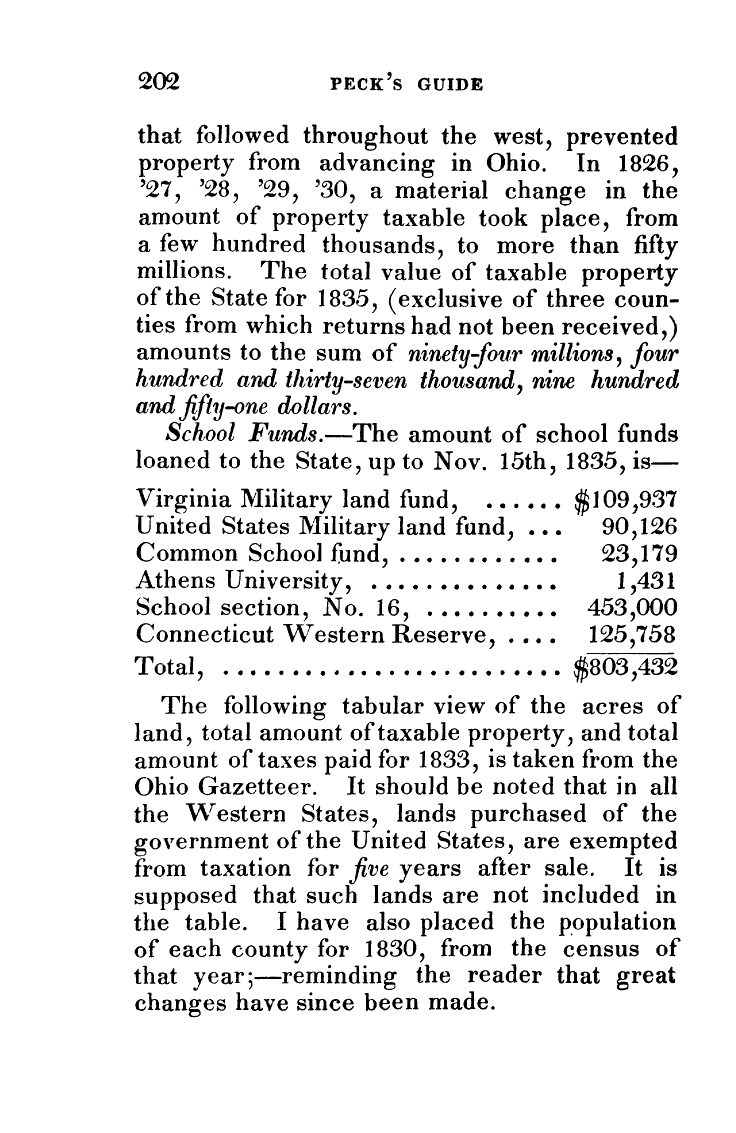 202 PECK'S GUIDE
that followed throughout the west, prevented
property from advancing in Ohio. In 1826,
'27, '28, '29, '30, a material change in the
amount of property taxable took place, from
a few hundred thousands, to more than fifty
millions. The total value of taxable property
of the State for 1835, (exclusive of three coun-
ties from which returns had not been received,)
amounts to the sum of ninety-four millions, four
hundred and thirty-seven thousand, nine hundred
and fifty-one dollars.
School Funds.—The amount of school funds
loaned to the State, up to Nov. 15th, 1835, is—
Virginia Military land fund, ...... $109,937
United States Military land fund, ... 90,126
Common School fund, ............ 23,179
Athens University, .............. 1,431
School section, No. 16, .......... 453,000
Connecticut Western Reserve, .... 125,758
Total, ......................... $803,432
The following tabular view of the acres of
land, total amount of taxable property, and total
amount of taxes paid for 1833, is taken from the
Ohio Gazetteer. It should be noted that in all
the Western States, lands purchased of the
government of the United States, are exempted
from taxation for five years after sale. It is
supposed that such lands are not included in
the table. I have also placed the population
of each county for 1830, from the census of
that year;—reminding the reader that great
changes have since been made.